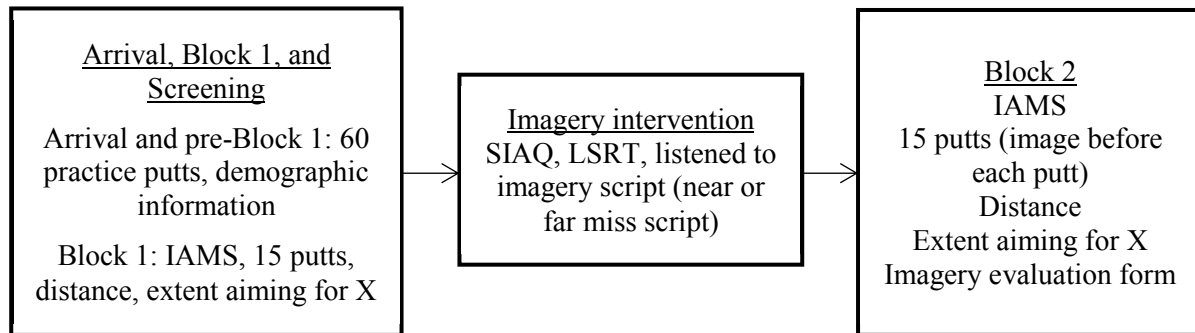 Arrival, Block 1, and
Screening
Arrival and pre-Block 1: 60
practice putts, demographic
information
Block 1: IAMS, 15 putts,
distance, extent aiming for X
Imagery intervention
SIAQ, LSRT, listened to
imagery script (near or
far miss script)
Block 2
IAMS
15 putts (image before
each putt)
Distance
Extent aiming for X
Imagery evaluation form